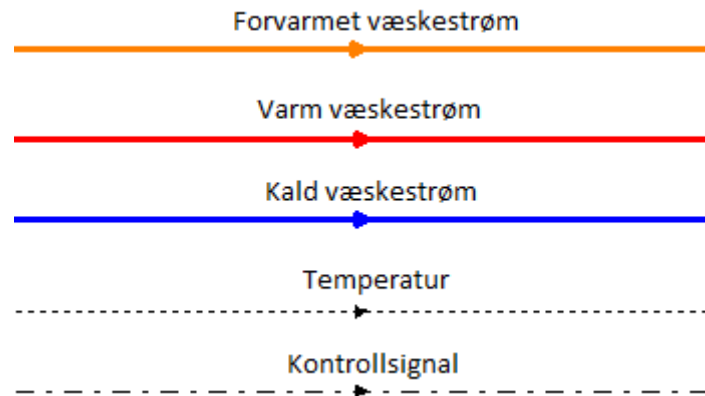 Forvarmet væskestrøm
Varm væskestrøm
Kald væskestrøm
Temperatur
Kontrollsignal